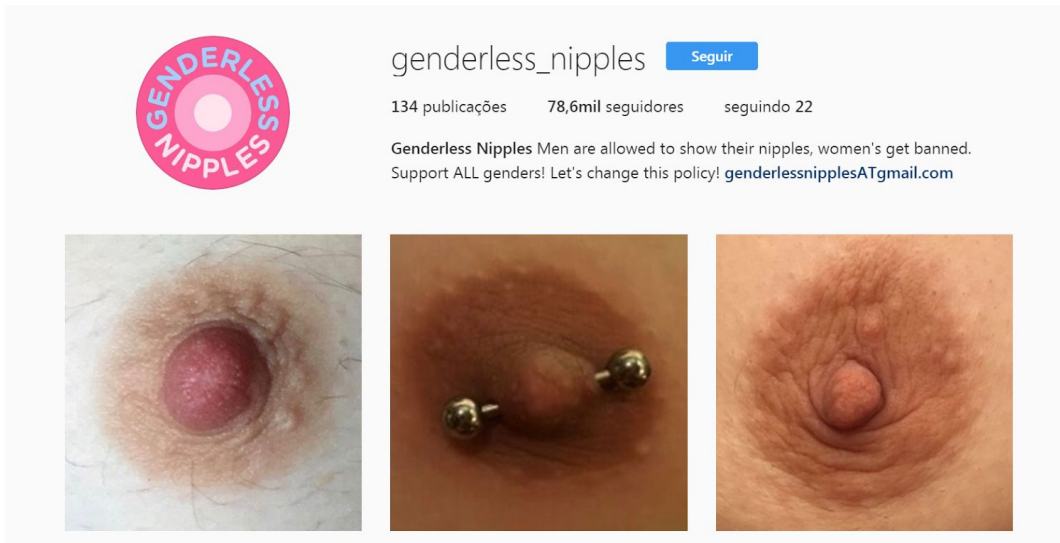 GENDERLESS
NIPPLES
genderless_nipples
Seguir
134 publicações 78,6mil seguidores seguindo 22
Genderless Nipples Men are allowed to show their nipples, women's get banned.
Support ALL genders! Let's change this policy! genderlessnipplesATgmail.com